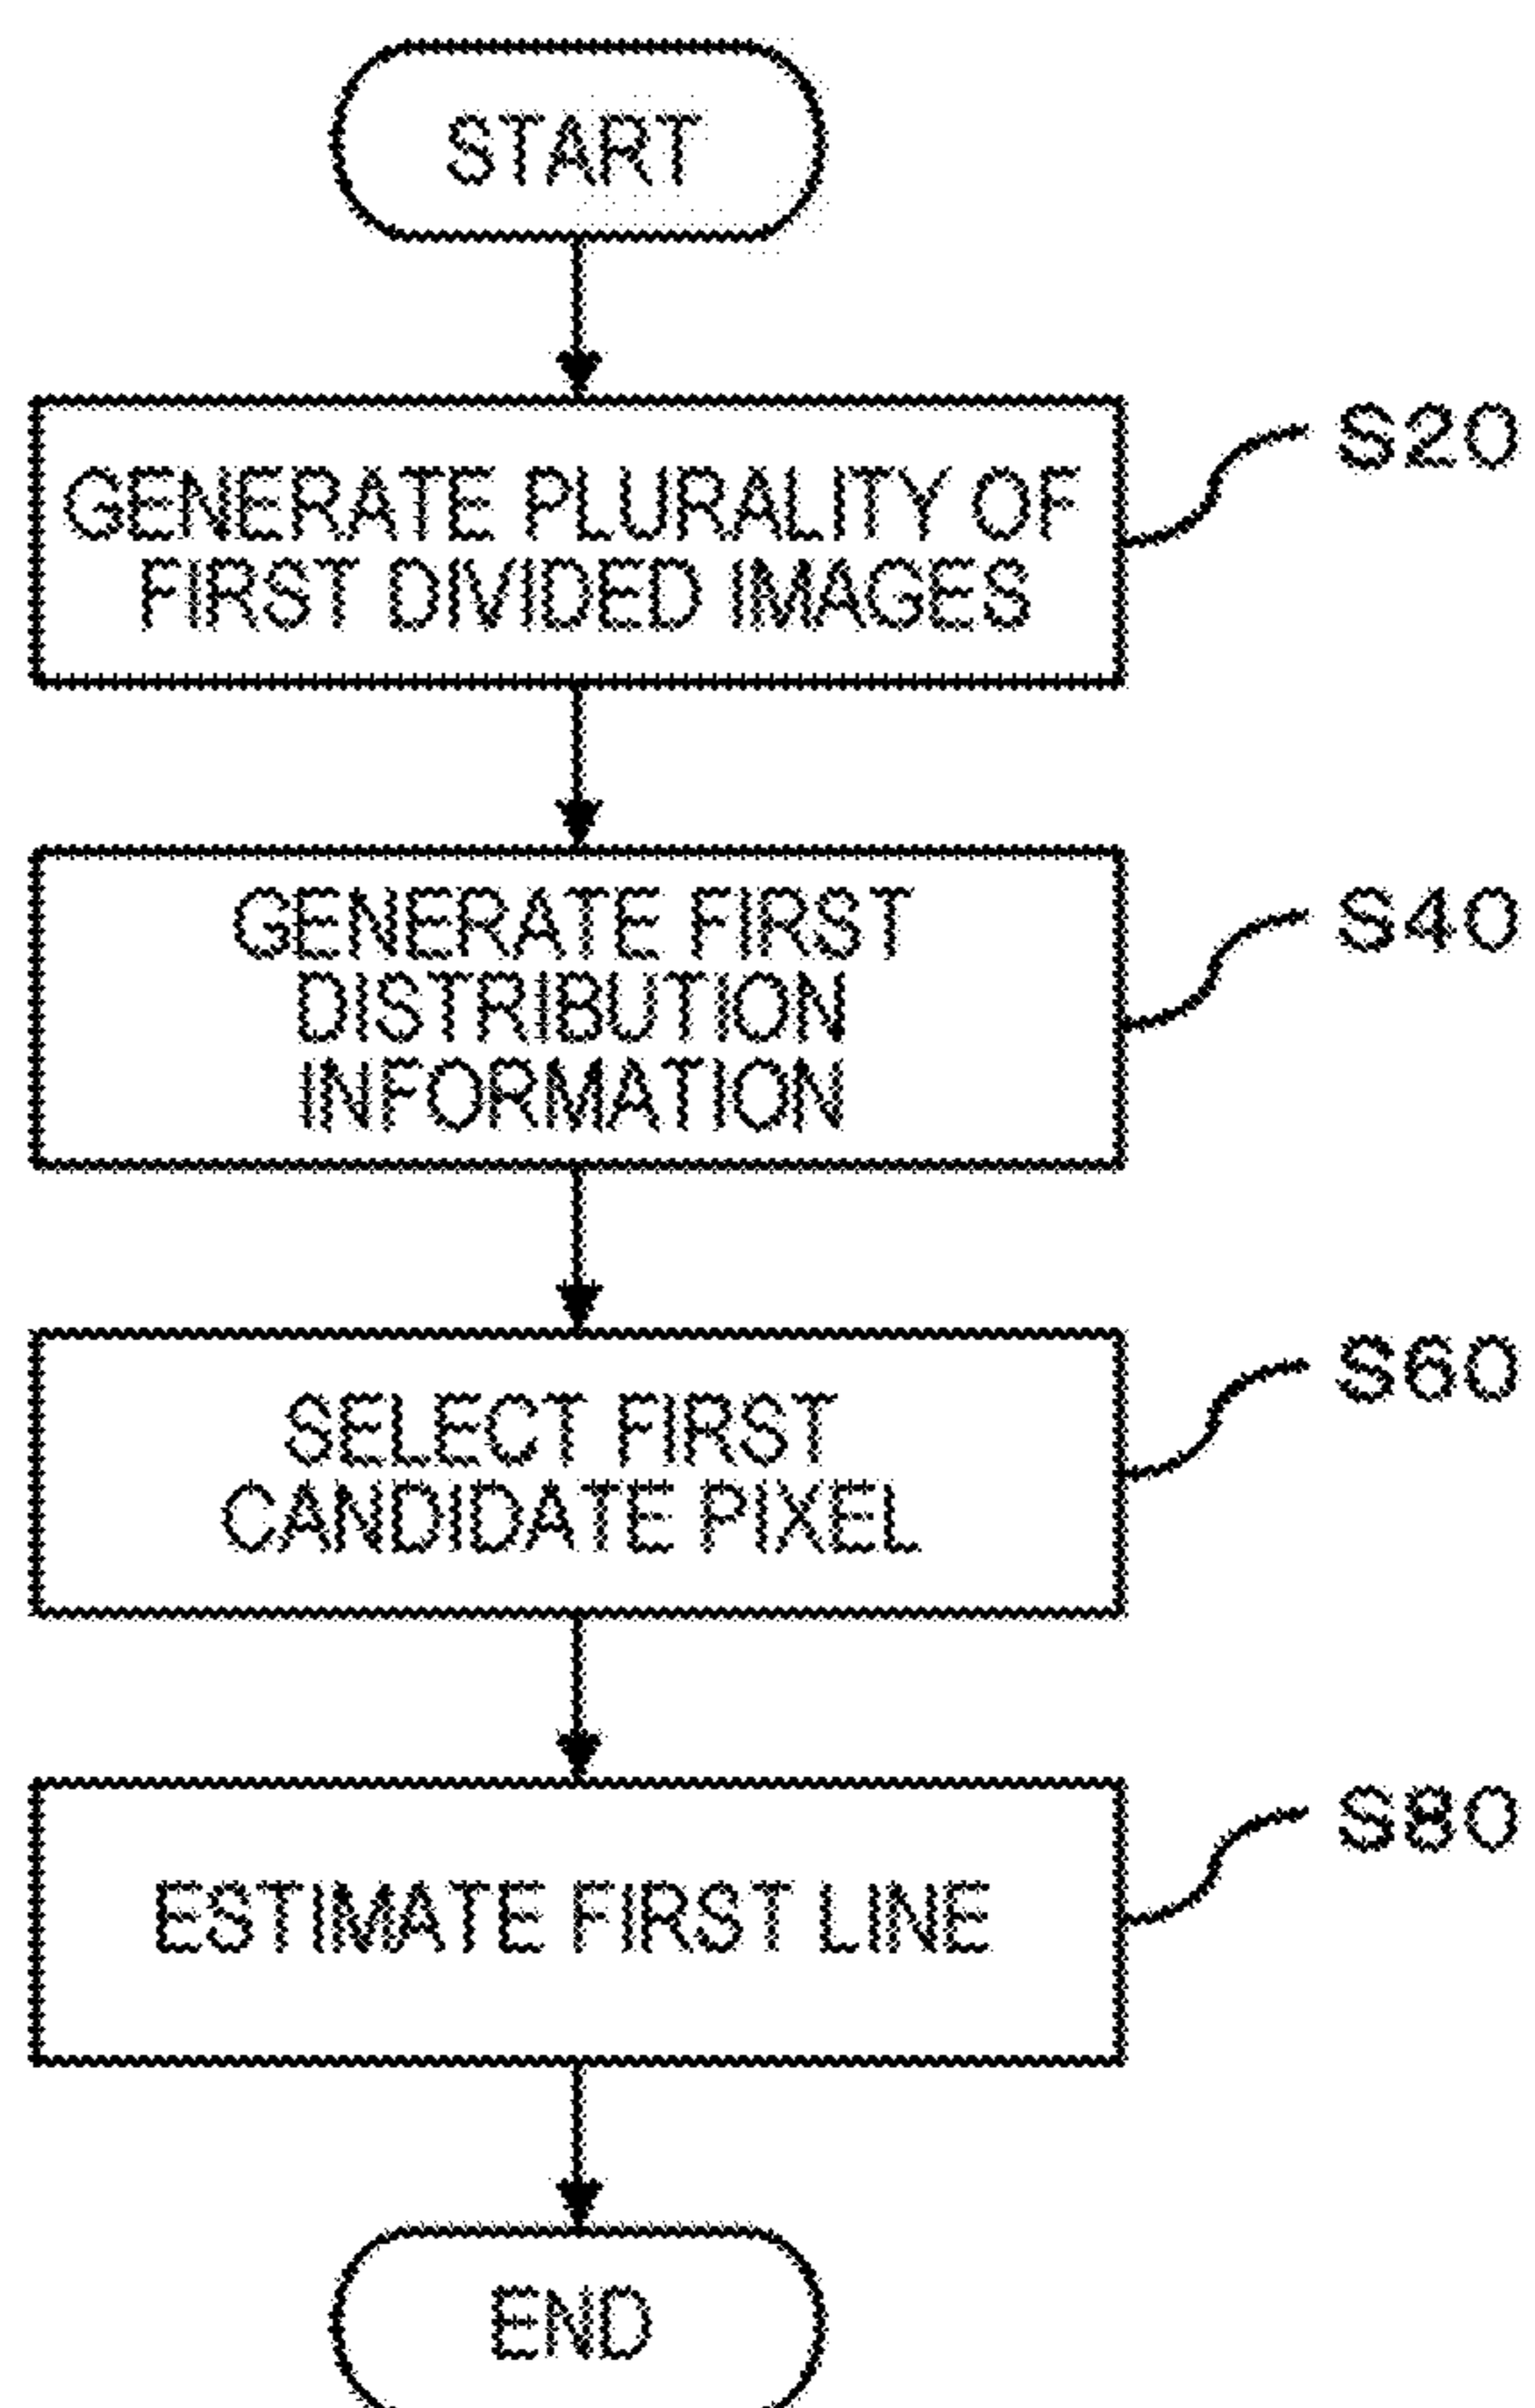 START
GENERATE PLURALITY OF
FIRST DIVIDED IMAGES
S20
GENERATE FIRST
DISTRIBUTION
INFORMATION
S40
SELECT FIRST
CANDIDATE PIXEL
S60
ESTIMATE FIRST LINE
S80
END